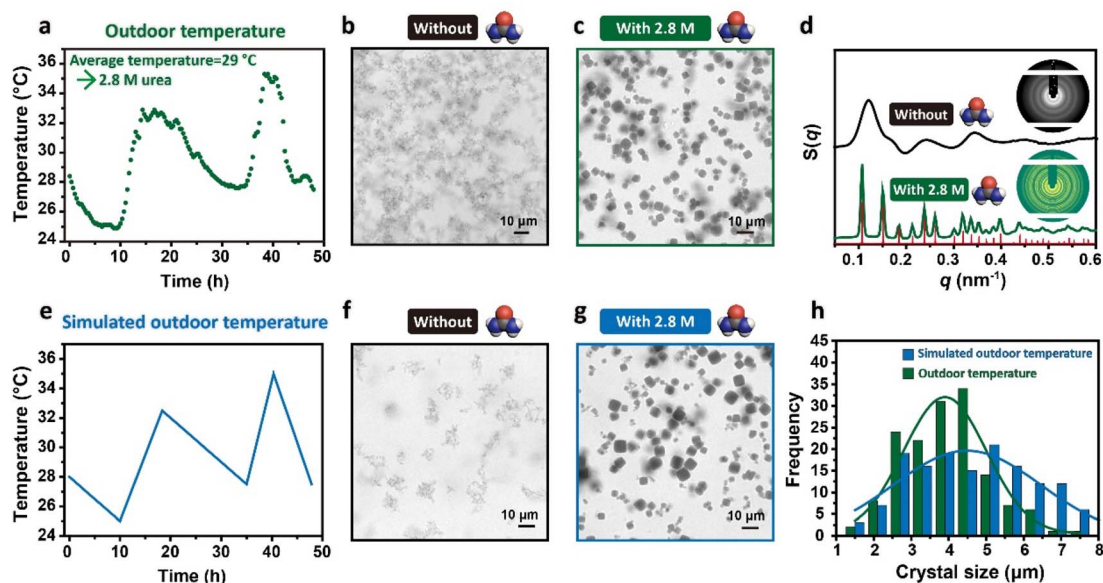 a
Outdoor temperature
Average temperature=29 °C
→ 2.8 M urea
Temperature (°C)
36
34
32
30
28
26
24
0 10 20 30 40 50
Time (h)
b
Without
10 μm
c
With 2.8 M
10 μm
d
Without
With 2.8 M
S(q)
0.1 0.2 0.3 0.4 0.5 0.6
q (nm⁻¹)
e
Simulated outdoor temperature
Temperature (°C)
36
34
32
30
28
26
24
0 10 20 30 40 50
Time (h)
f
Without
10 μm
g
With 2.8 M
10 μm
h
Simulated outdoor temperature
Outdoor temperature
Frequency
45
40
35
30
25
20
15
10
5
0
1 2 3 4 5 6 7 8
Crystal size (μm)